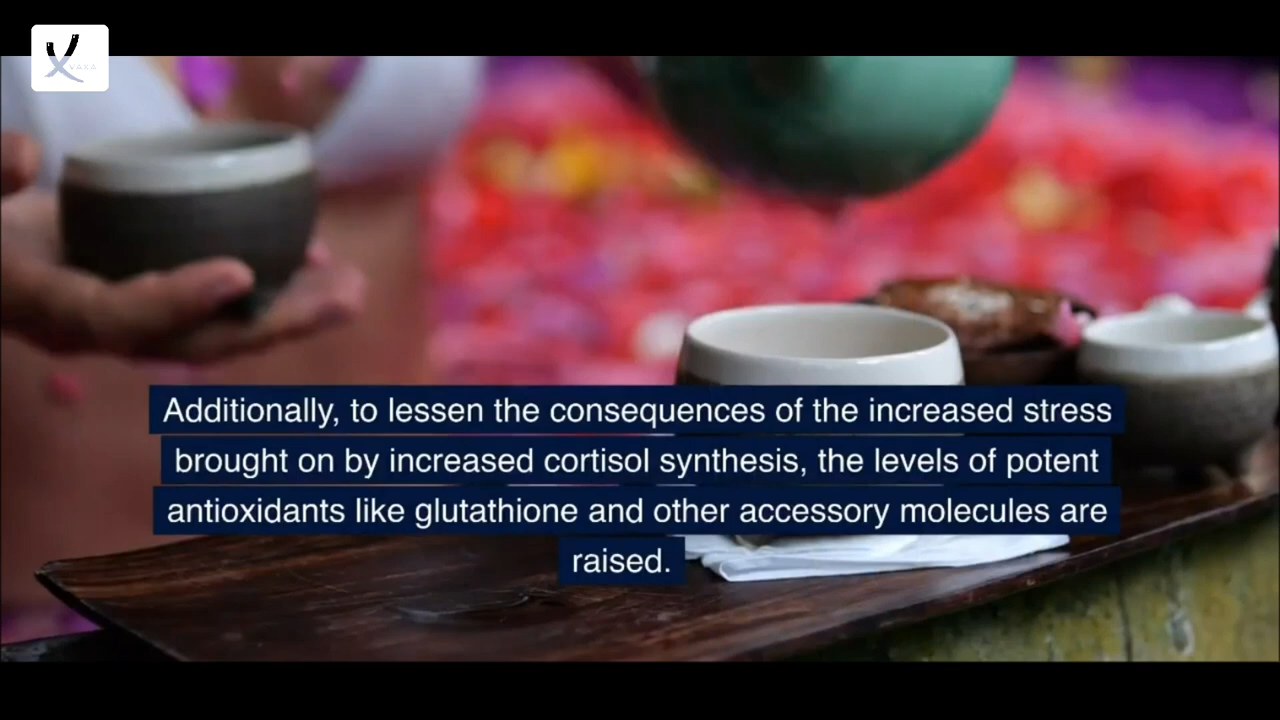 VAXA
Additionally, to lessen the consequences of the increased stress
brought on by increased cortisol synthesis, the levels of potent
antioxidants like glutathione and other accessory molecules are
raised.